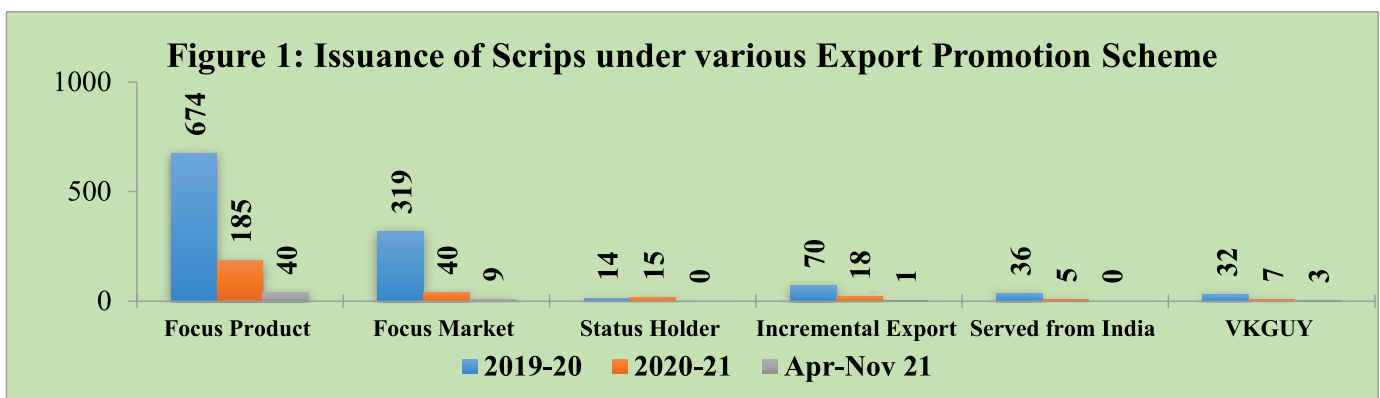 Figure 1: Issuance of Scrips under various Export Promotion Scheme
1000
500
0
674
185
40
319
40
9
14
15
0
70
18
1
36
5
0
32
7
3
Focus Product
Focus Market
Status Holder
Incremental Export
Served from India
VKGUY
2019-20
2020-21
Apr-Nov 21